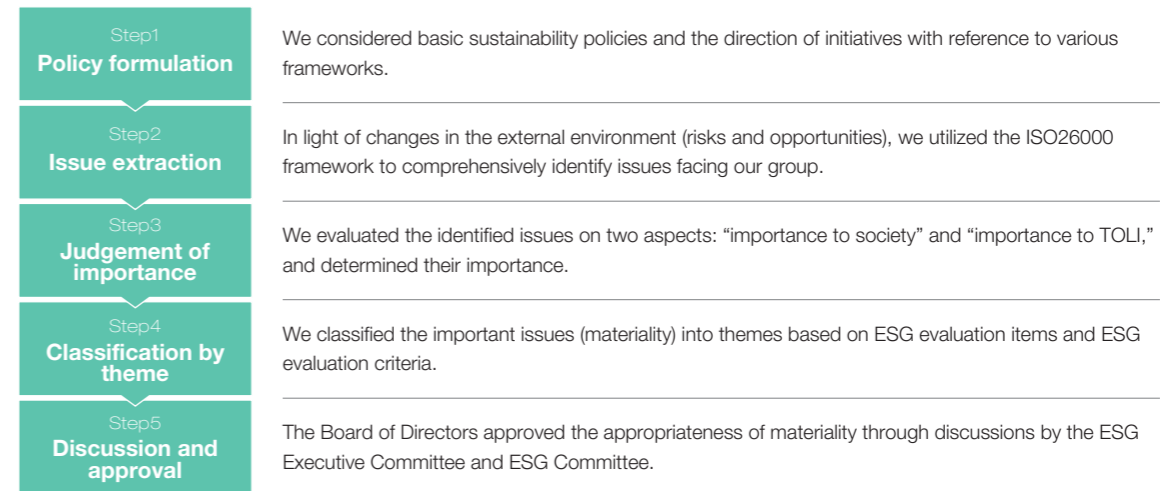 Step1
Policy formulation
We considered basic sustainability policies and the direction of initiatives with reference to various
frameworks.
Step2
Issue extraction
In light of changes in the external environment (risks and opportunities), we utilized the ISO26000
framework to comprehensively identify issues facing our group.
Step3
Judgement of
importance
We evaluated the identified issues on two aspects: “importance to society” and “importance to TOLI,”
and determined their importance.
Step4
Classification by
theme
We classified the important issues (materiality) into themes based on ESG evaluation items and ESG
evaluation criteria.
Step5
Discussion and
approval
The Board of Directors approved the appropriateness of materiality through discussions by the ESG
Executive Committee and ESG Committee.